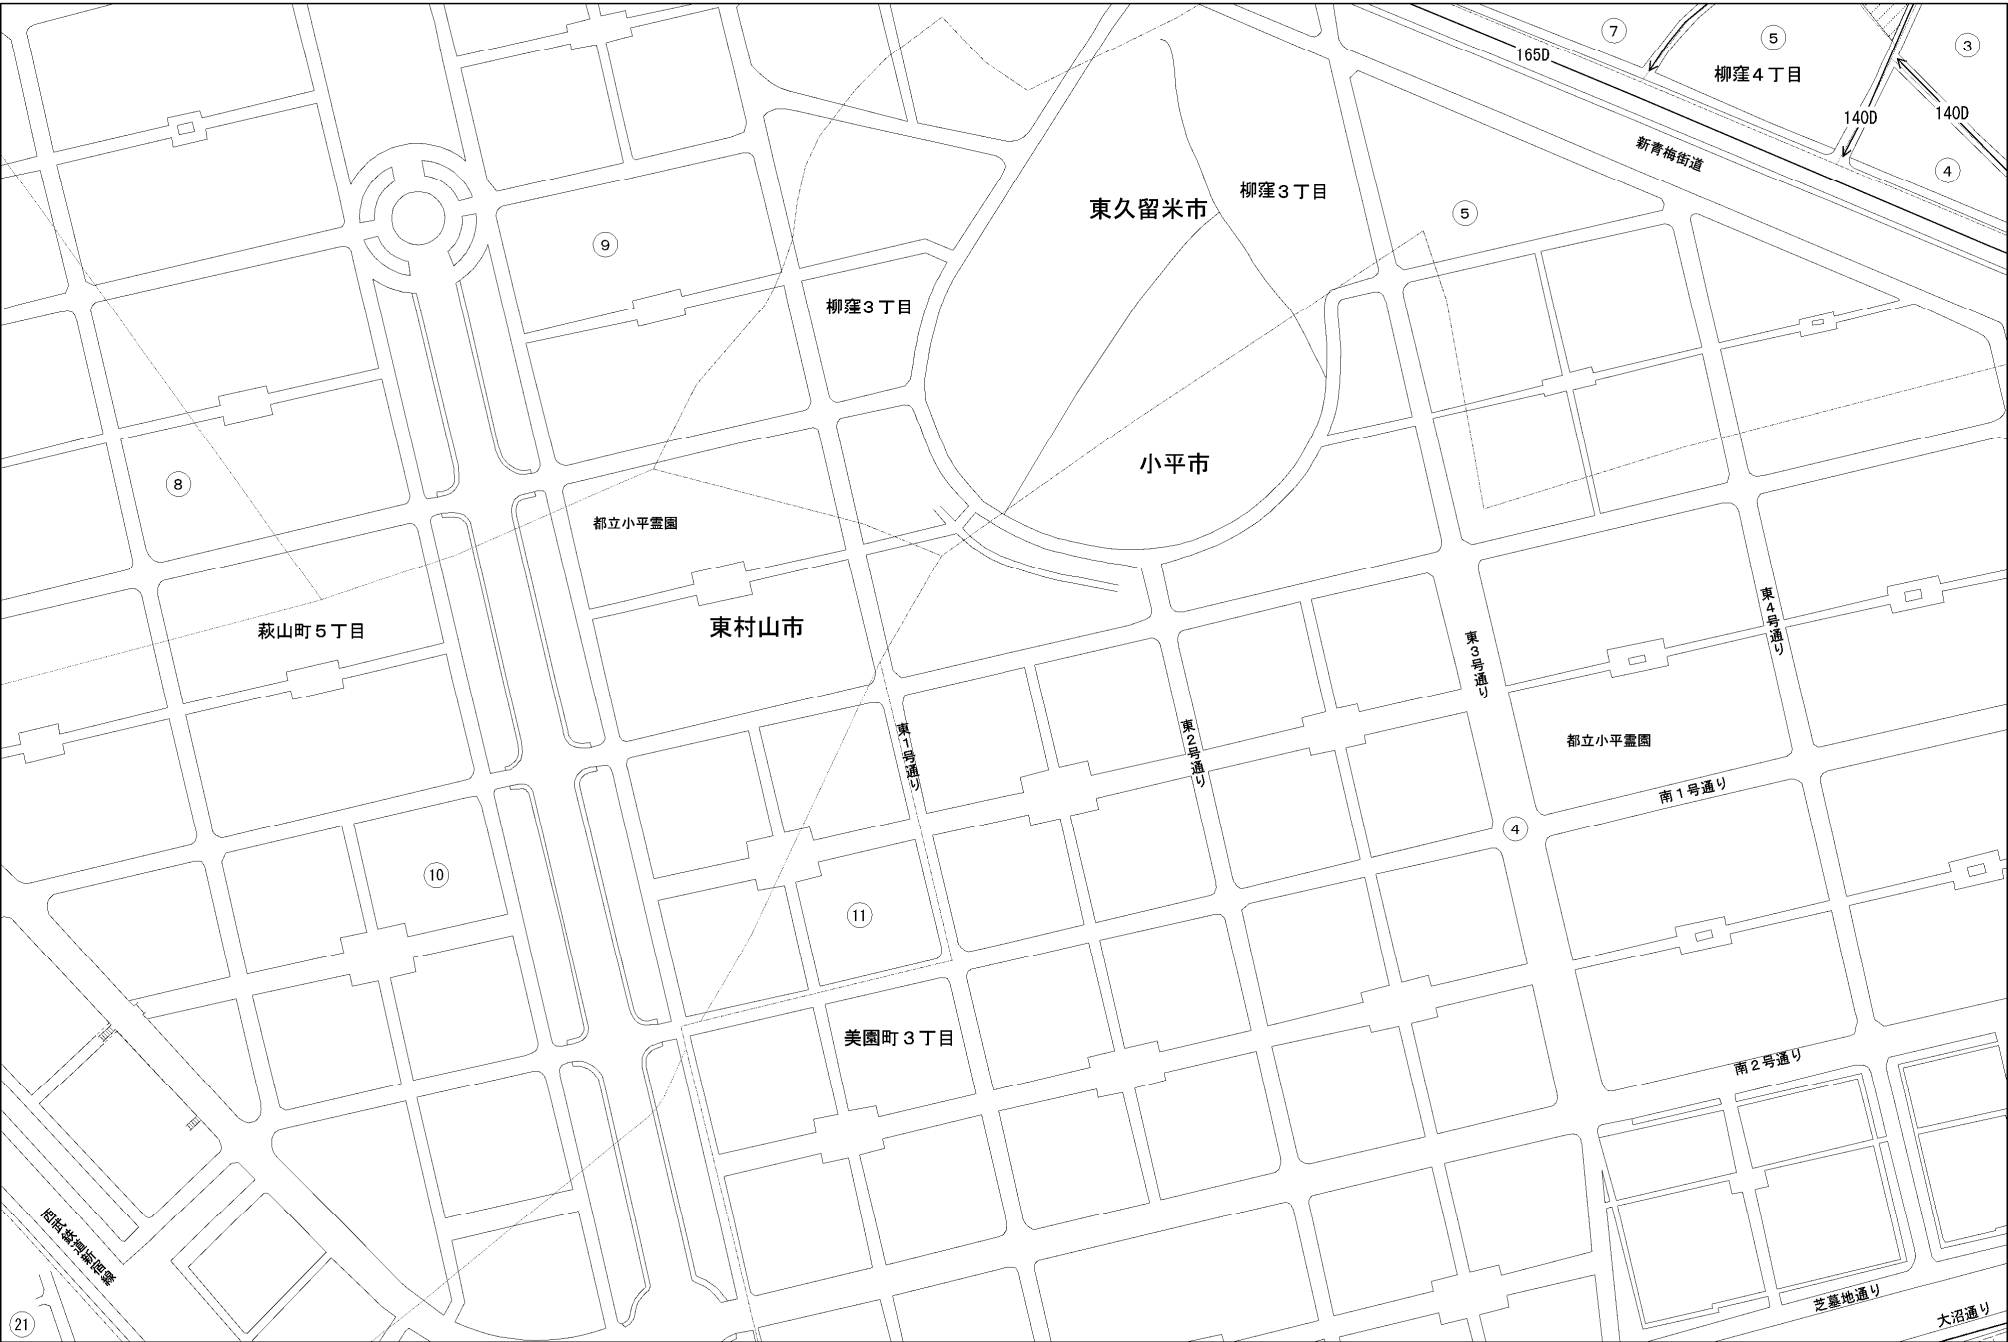 ⑦
⑤
③
165D
柳窪４丁目
140D
140D
新青梅街道
④
東久留米市
柳窪３丁目
⑤
⑨
柳窪３丁目
小平市
⑧
都立小平霊園
萩山町５丁目
東村山市
東４号通り
東３号通り
東１号通り
東２号通り
都立小平霊園
南１号通り
④
⑩
⑪
美園町３丁目
南２号通り
西武鉄道新宿線
芝墓地通り
大沼通り
㉑